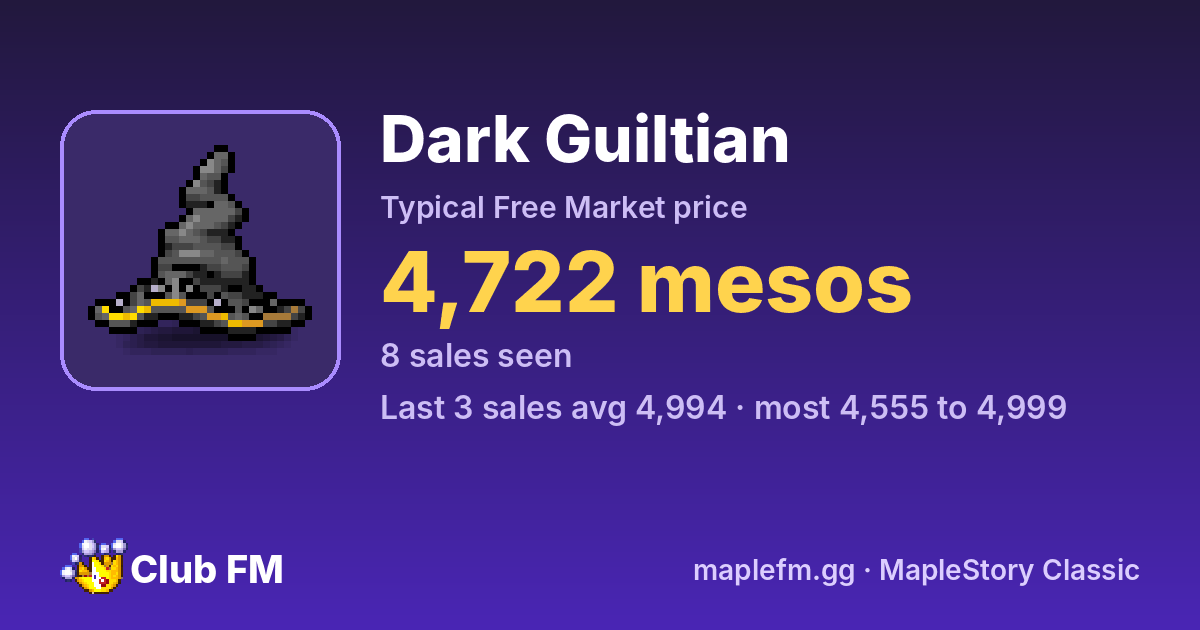 Dark Guiltian
Typical Free Market price
4,722 mesos
8 sales seen
Last 3 sales avg 4,994 · most 4,555 to 4,999
Club FM
maplefm.gg · MapleStory Classic